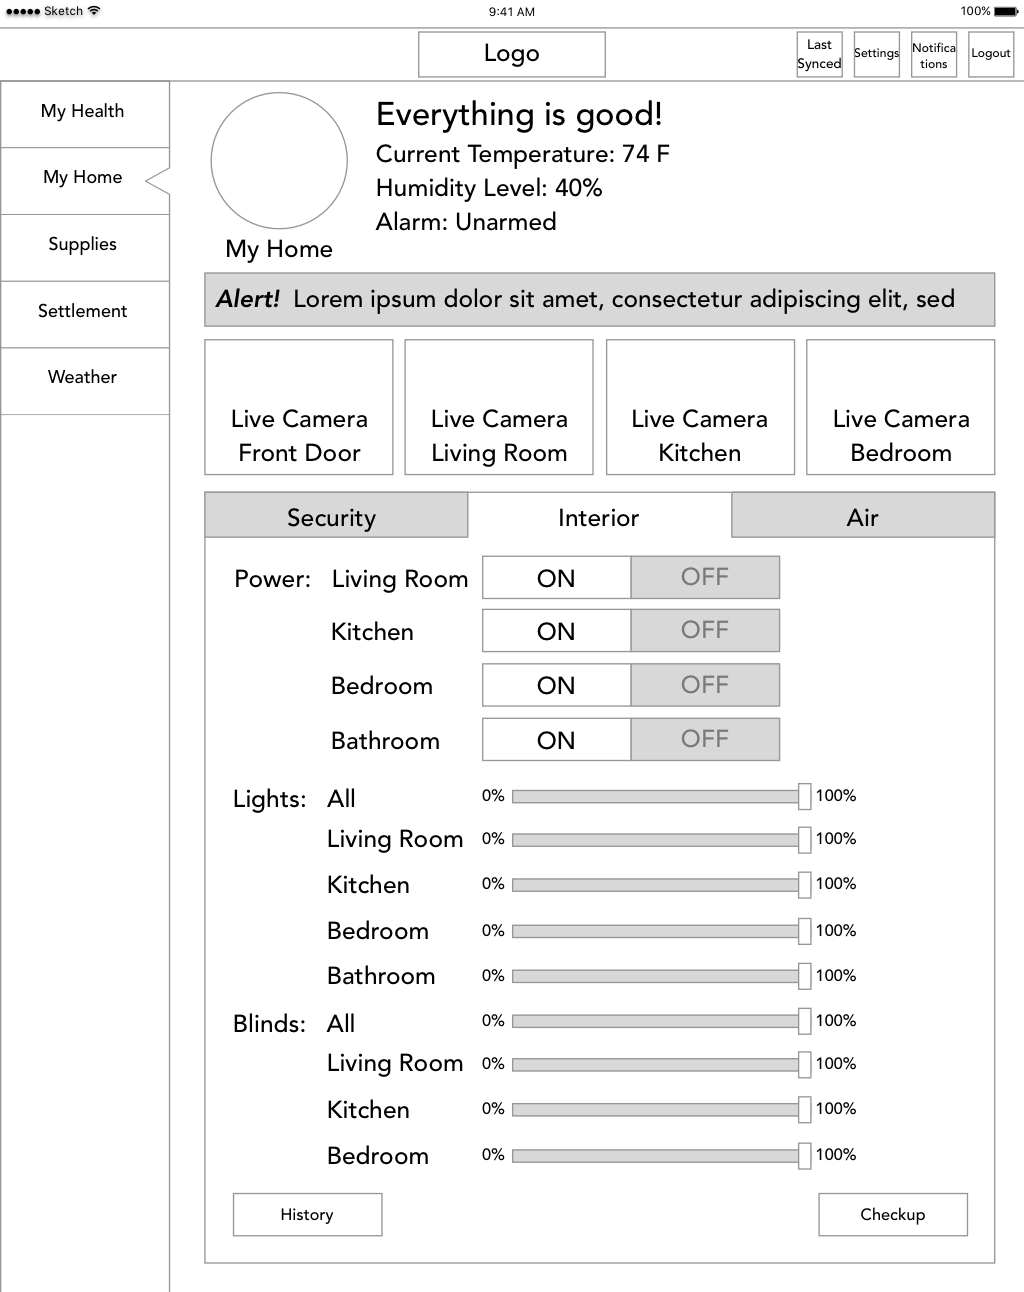 ●●●●● Sketch
9:41 AM
100%
Logo
Last
Synced
Settings
Notifica
tions
Logout
My Health
My Home
Supplies
Settlement
Weather
My Home
Everything is good!
Current Temperature: 74 F
Humidity Level: 40%
Alarm: Unarmed
Alert! Lorem ipsum dolor sit amet, consectetur adipiscing elit, sed
Live Camera
Front Door
Live Camera
Living Room
Live Camera
Kitchen
Live Camera
Bedroom
Security
Interior
Air
Power: Living Room ON OFF
Kitchen ON OFF
Bedroom ON OFF
Bathroom ON OFF
Lights: All 0% 100%
Living Room 0% 100%
Kitchen 0% 100%
Bedroom 0% 100%
Bathroom 0% 100%
Blinds: All 0% 100%
Living Room 0% 100%
Kitchen 0% 100%
Bedroom 0% 100%
History
Checkup